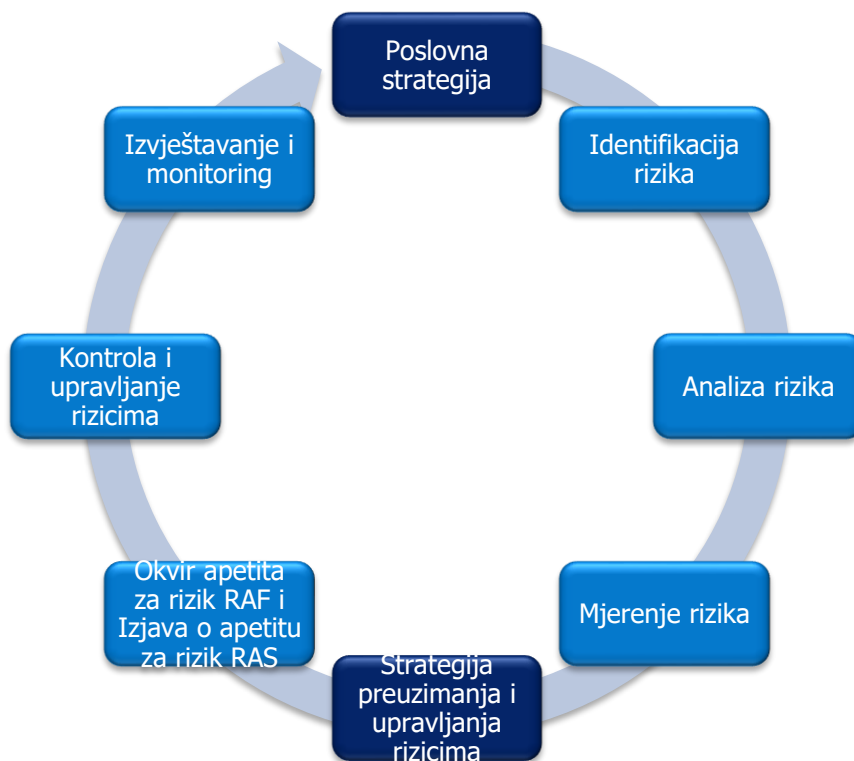 Poslovna
strategija
Identifikacija
rizika
Analiza rizika
Mjerenje rizika
Strategija
preuzimanja i
upravljanja
rizicima
Okvir apetita
za rizik RAF i
Izjava o apetitu
za rizik RAS
Kontrola i
upravljanje
rizicima
Izvještavanje i
monitoring